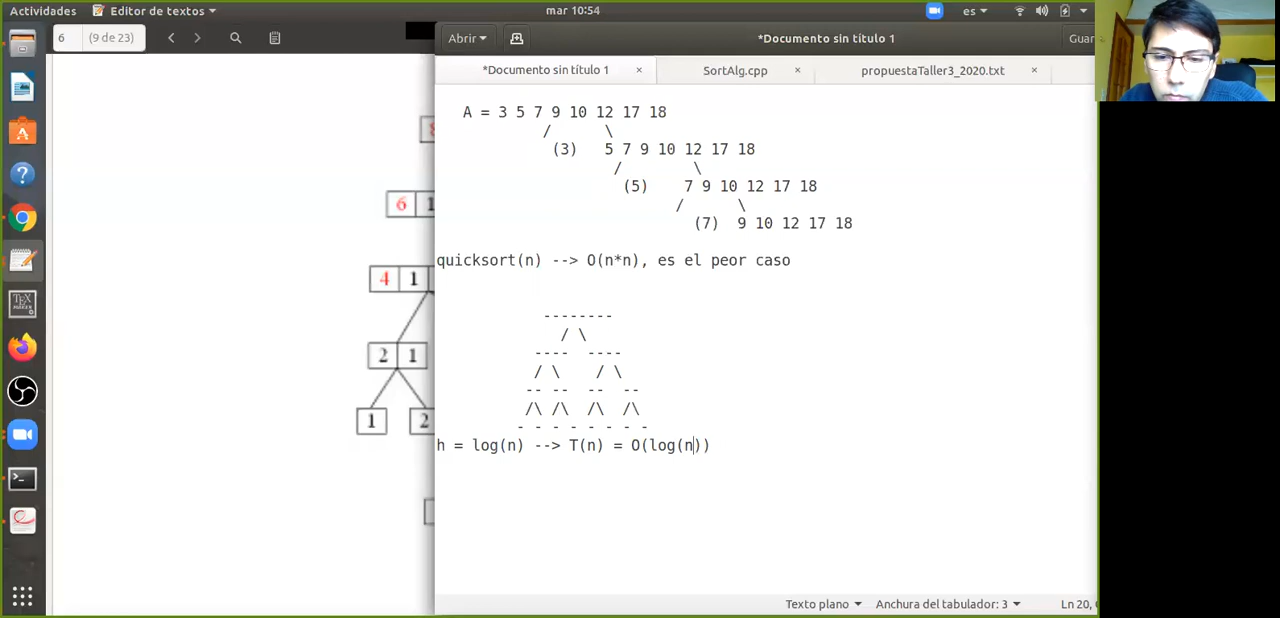 Actividades Editor de textos mar 10:54 es
6 (9 de 23) Abrir *Documento sin título 1 Guar
*Documento sin título 1 × SortAlg.cpp × propuestaTaller3_2020.txt ×
A = 3 5 7 9 10 12 17 18
/ \
(3) 5 7 9 10 12 17 18
/ \
(5) 7 9 10 12 17 18
/ \
(7) 9 10 12 17 18
quicksort(n) --> O(n*n), es el peor caso
--------
/ \
---- ----
/ \ / \
-- -- -- --
/\ /\ /\ /\
- - - - - - - -
h = log(n) --> T(n) = O(log(n))
8
6 1
4 1
2 1
1 2
Texto plano Anchura del tabulador: 3 Ln 20,